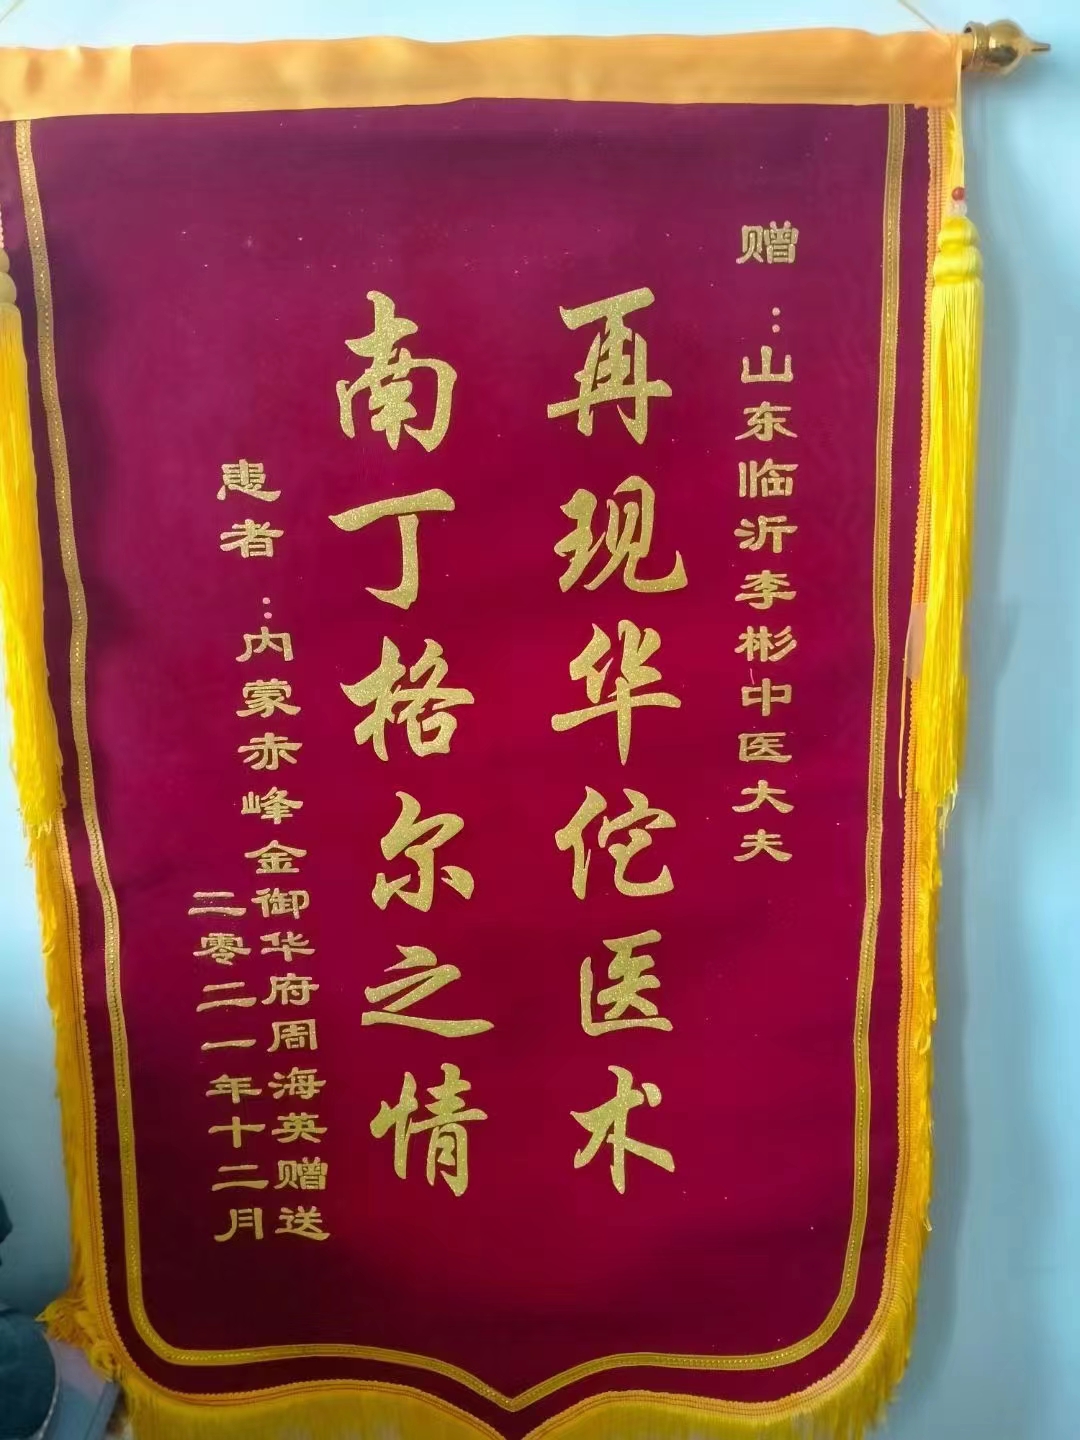 赠:山东临沂李彬中医大夫
再现华佗医术
南丁格尔之情
患者:内蒙赤峰金御华府周海英赠送
二零二一年十二月